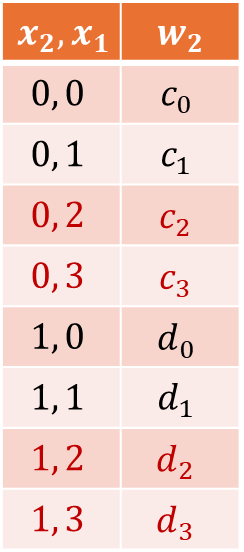 x₂, x₁ w₂
0, 0 c₀
0, 1 c₁
0, 2 c₂
0, 3 c₃
1, 0 d₀
1, 1 d₁
1, 2 d₂
1, 3 d₃